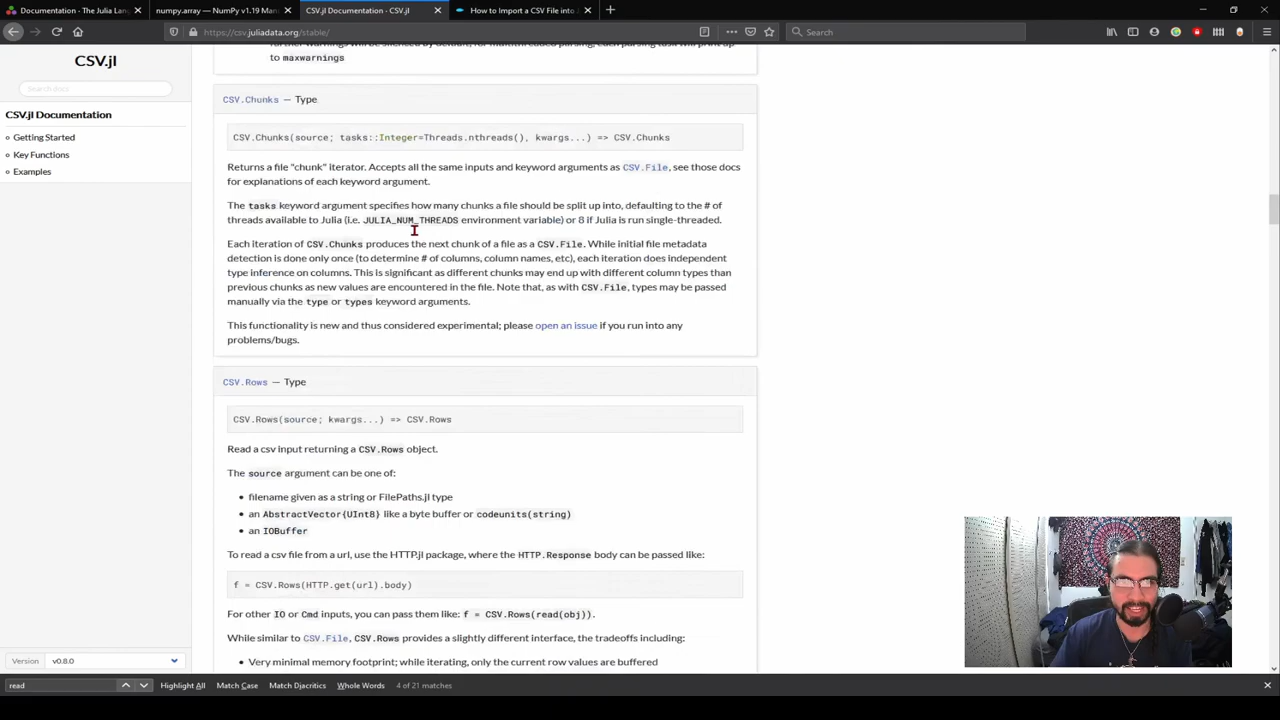 Documentation · The Julia Lan
numpy.array — NumPy v1.19 Man
CSV.jl Documentation · CSV.jl
How to Import a CSV File into J
https://csv.juliadata.org/stable/
Search
CSV.jl
Search docs
CSV.jl Documentation
Getting Started
Key Functions
Examples
Version
v0.8.0
to maxwarnings
CSV.Chunks — Type
CSV.Chunks(source; tasks::Integer=Threads.nthreads(), kwargs...) => CSV.Chunks
Returns a file "chunk" iterator. Accepts all the same inputs and keyword arguments as CSV.File, see those docs
for explanations of each keyword argument.
The tasks keyword argument specifies how many chunks a file should be split up into, defaulting to the # of
threads available to Julia (i.e. JULIA_NUM_THREADS environment variable) or 8 if Julia is run single-threaded.
Each iteration of CSV.Chunks produces the next chunk of a file as a CSV.File. While initial file metadata
detection is done only once (to determine # of columns, column names, etc), each iteration does independent
type inference on columns. This is significant as different chunks may end up with different column types than
previous chunks as new values are encountered in the file. Note that, as with CSV.File, types may be passed
manually via the type or types keyword arguments.
This functionality is new and thus considered experimental; please open an issue if you run into any
problems/bugs.
CSV.Rows — Type
CSV.Rows(source; kwargs...) => CSV.Rows
Read a csv input returning a CSV.Rows object.
The source argument can be one of:
• filename given as a string or FilePaths.jl type
• an AbstractVector{UInt8} like a byte buffer or codeunits(string)
• an IOBuffer
To read a csv file from a url, use the HTTP.jl package, where the HTTP.Response body can be passed like:
f = CSV.Rows(HTTP.get(url).body)
For other IO or Cmd inputs, you can pass them like: f = CSV.Rows(read(obj)).
While similar to CSV.File, CSV.Rows provides a slightly different interface, the tradeoffs including:
• Very minimal memory footprint; while iterating, only the current row values are buffered
read
Highlight All
Match Case
Match Diacritics
Whole Words
4 of 21 matches